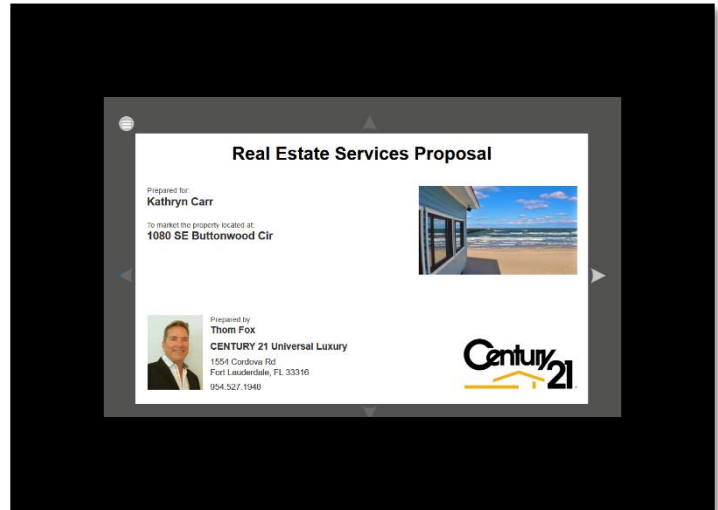 Real Estate Services Proposal
Prepared for:
Kathryn Carr
To market the property located at:
1080 SE Buttonwood Cir
Prepared by
Thom Fox
CENTURY 21 Universal Luxury
1554 Cordova Rd
Fort Lauderdale, FL 33316
954.527.1948
Century
21